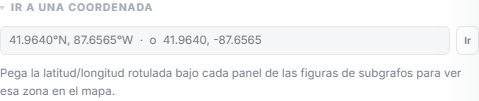 ▾ IR A UNA COORDENADA
41.9640°N, 87.6565°W · o 41.9640, -87.6565
Ir
Pega la latitud/longitud rotulada bajo cada panel de las figuras de subgrafos para ver
esa zona en el mapa.